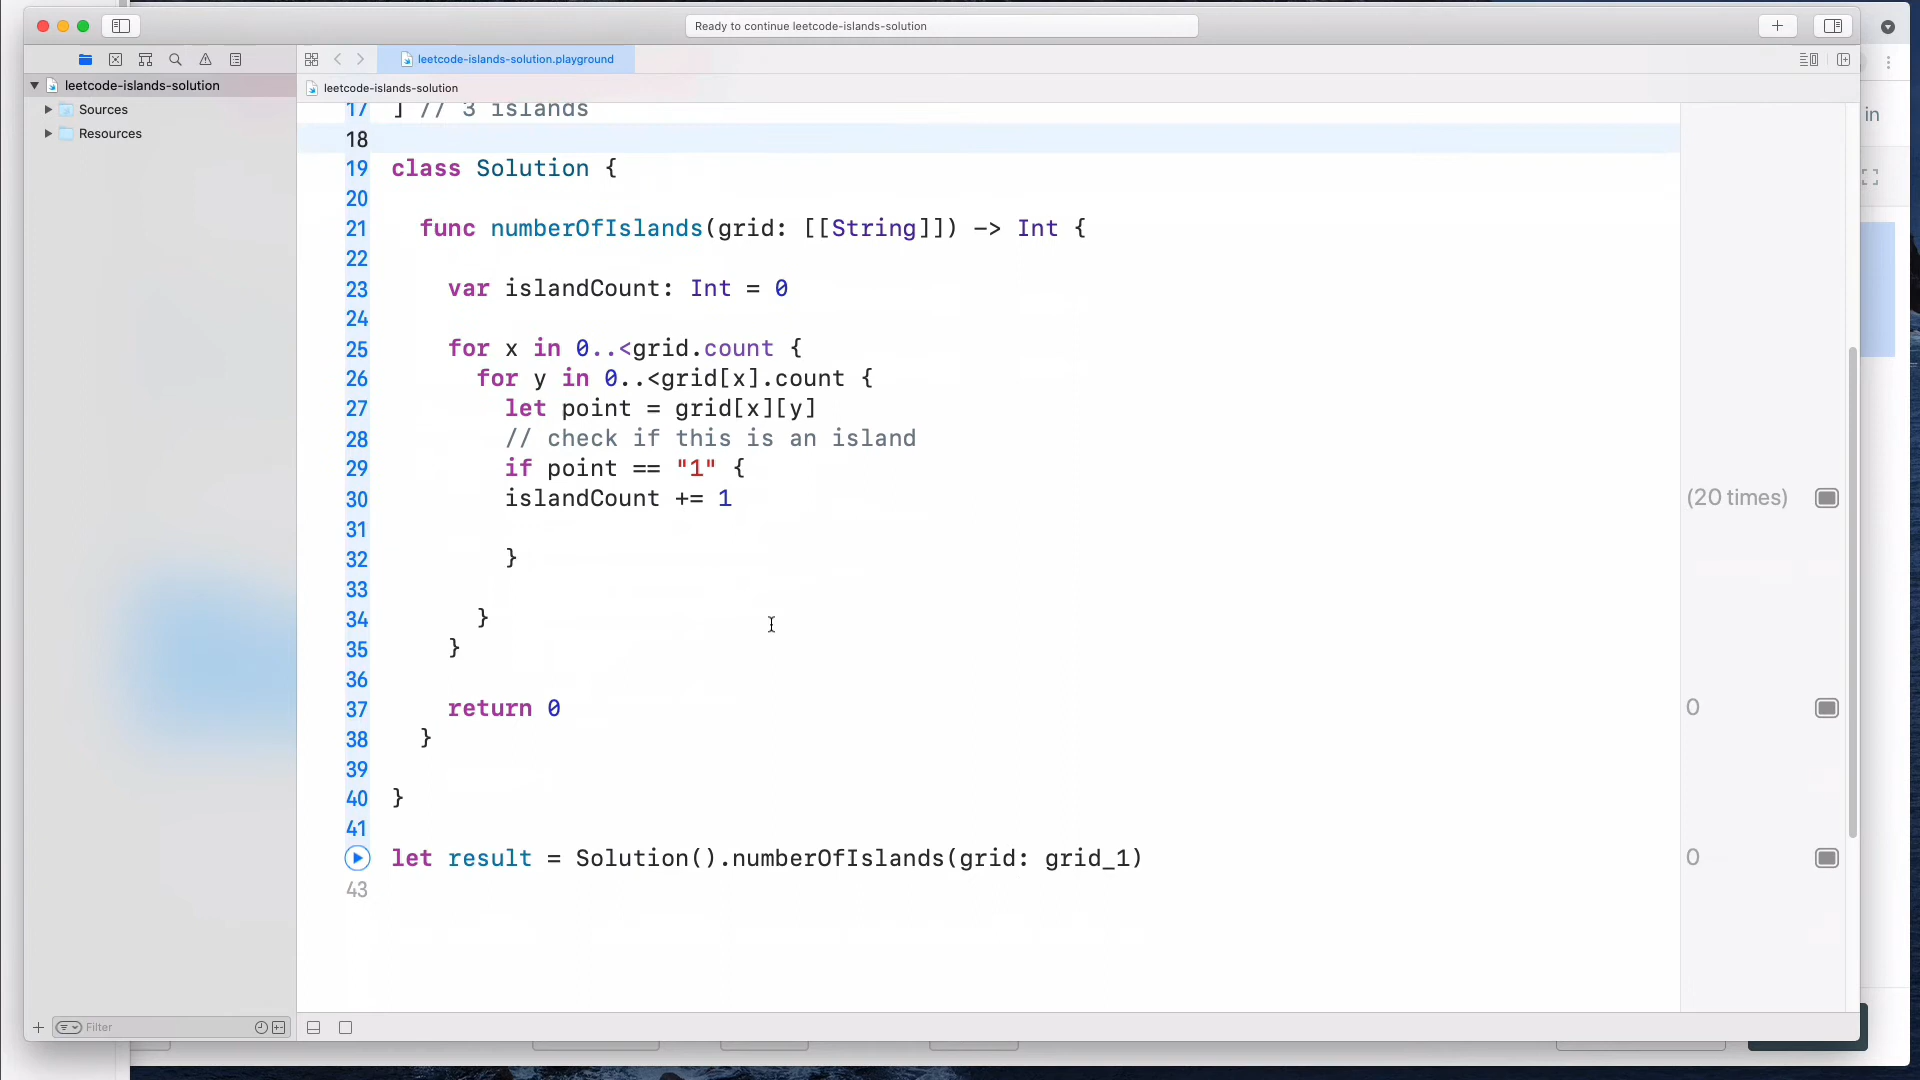 Ready to continue leetcode-islands-solution
leetcode-islands-solution.playground
leetcode-islands-solution
leetcode-islands-solution
Sources
Resources
in
17 ] // 3 islands
18
19 class Solution {
20
21 func numberOfIslands(grid: [[String]]) -> Int {
22
23 var islandCount: Int = 0
24
25 for x in 0..<grid.count {
26 for y in 0..<grid[x].count {
27 let point = grid[x][y]
28 // check if this is an island
29 if point == "1" {
30 islandCount += 1 (20 times)
31
32 }
33
34 }
35 }
36
37 return 0 0
38 }
39
40 }
41
let result = Solution().numberOfIslands(grid: grid_1) 0
43
Filter